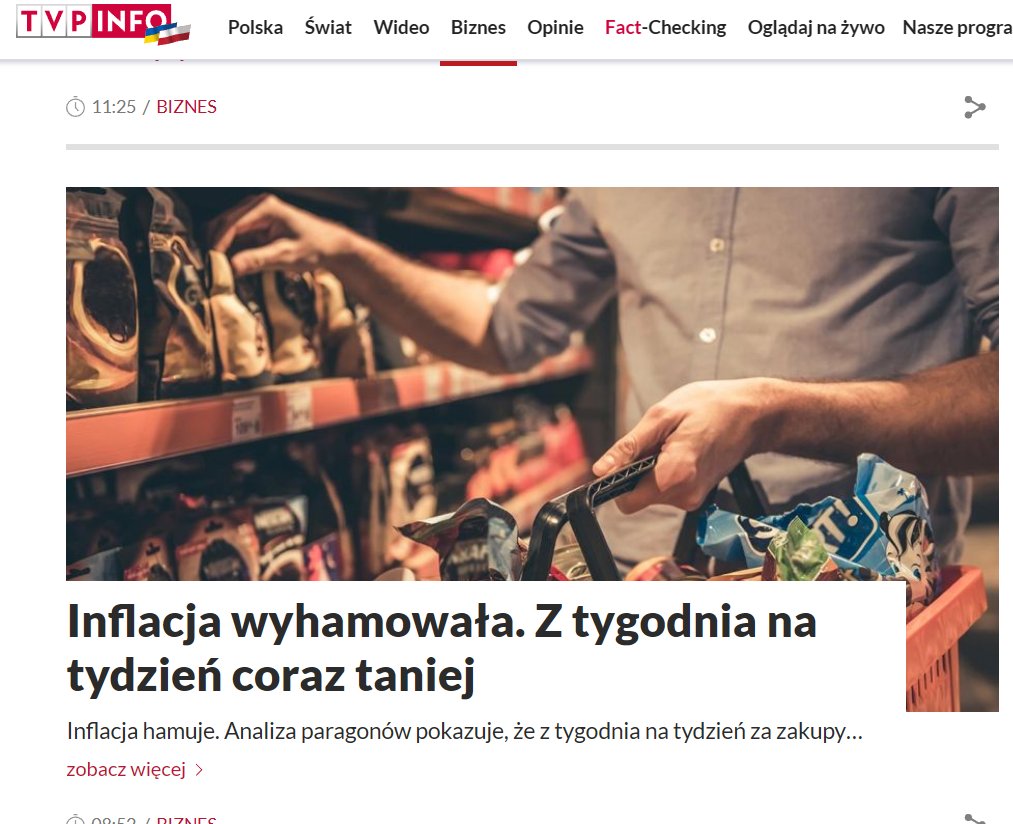 TVP INFO
Polska Świat Wideo Biznes Opinie Fact-Checking Oglądaj na żywo Nasze progra
11:25 / BIZNES
T!
Inflacja wyhamowała. Z tygodnia na
tydzień coraz taniej
Inflacja hamuje. Analiza paragonów pokazuje, że z tygodnia na tydzień za zakupy…
zobacz więcej
08:52 / BIZNES